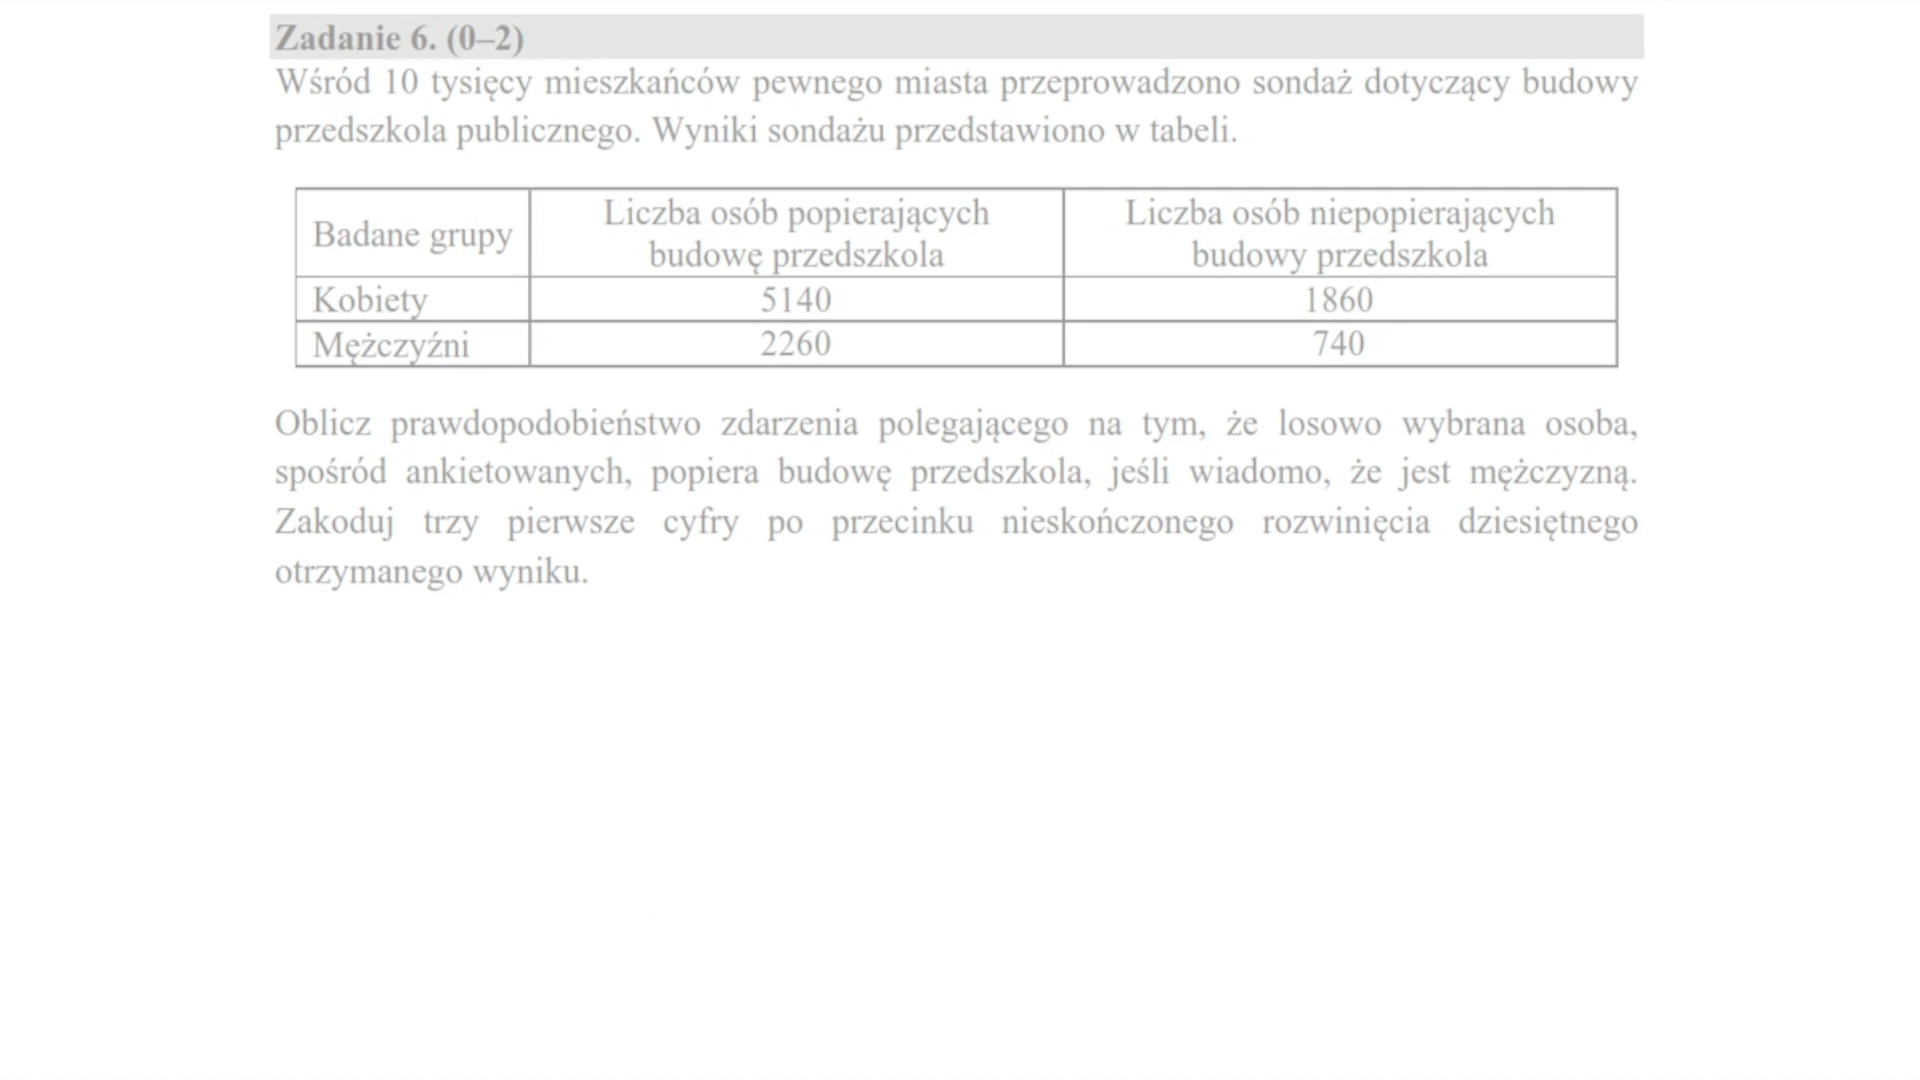 Zadanie 6. (0–2)
Wśród 10 tysięcy mieszkańców pewnego miasta przeprowadzono sondaż dotyczący budowy
przedszkola publicznego. Wyniki sondażu przedstawiono w tabeli.
Badane grupy
Liczba osób popierających
budowę przedszkola
Liczba osób niepopierających
budowy przedszkola
Kobiety 5140 1860
Mężczyźni 2260 740
Oblicz prawdopodobieństwo zdarzenia polegającego na tym, że losowo wybrana osoba,
spośród ankietowanych, popiera budowę przedszkola, jeśli wiadomo, że jest mężczyzną.
Zakoduj trzy pierwsze cyfry po przecinku nieskończonego rozwinięcia dziesiętnego
otrzymanego wyniku.